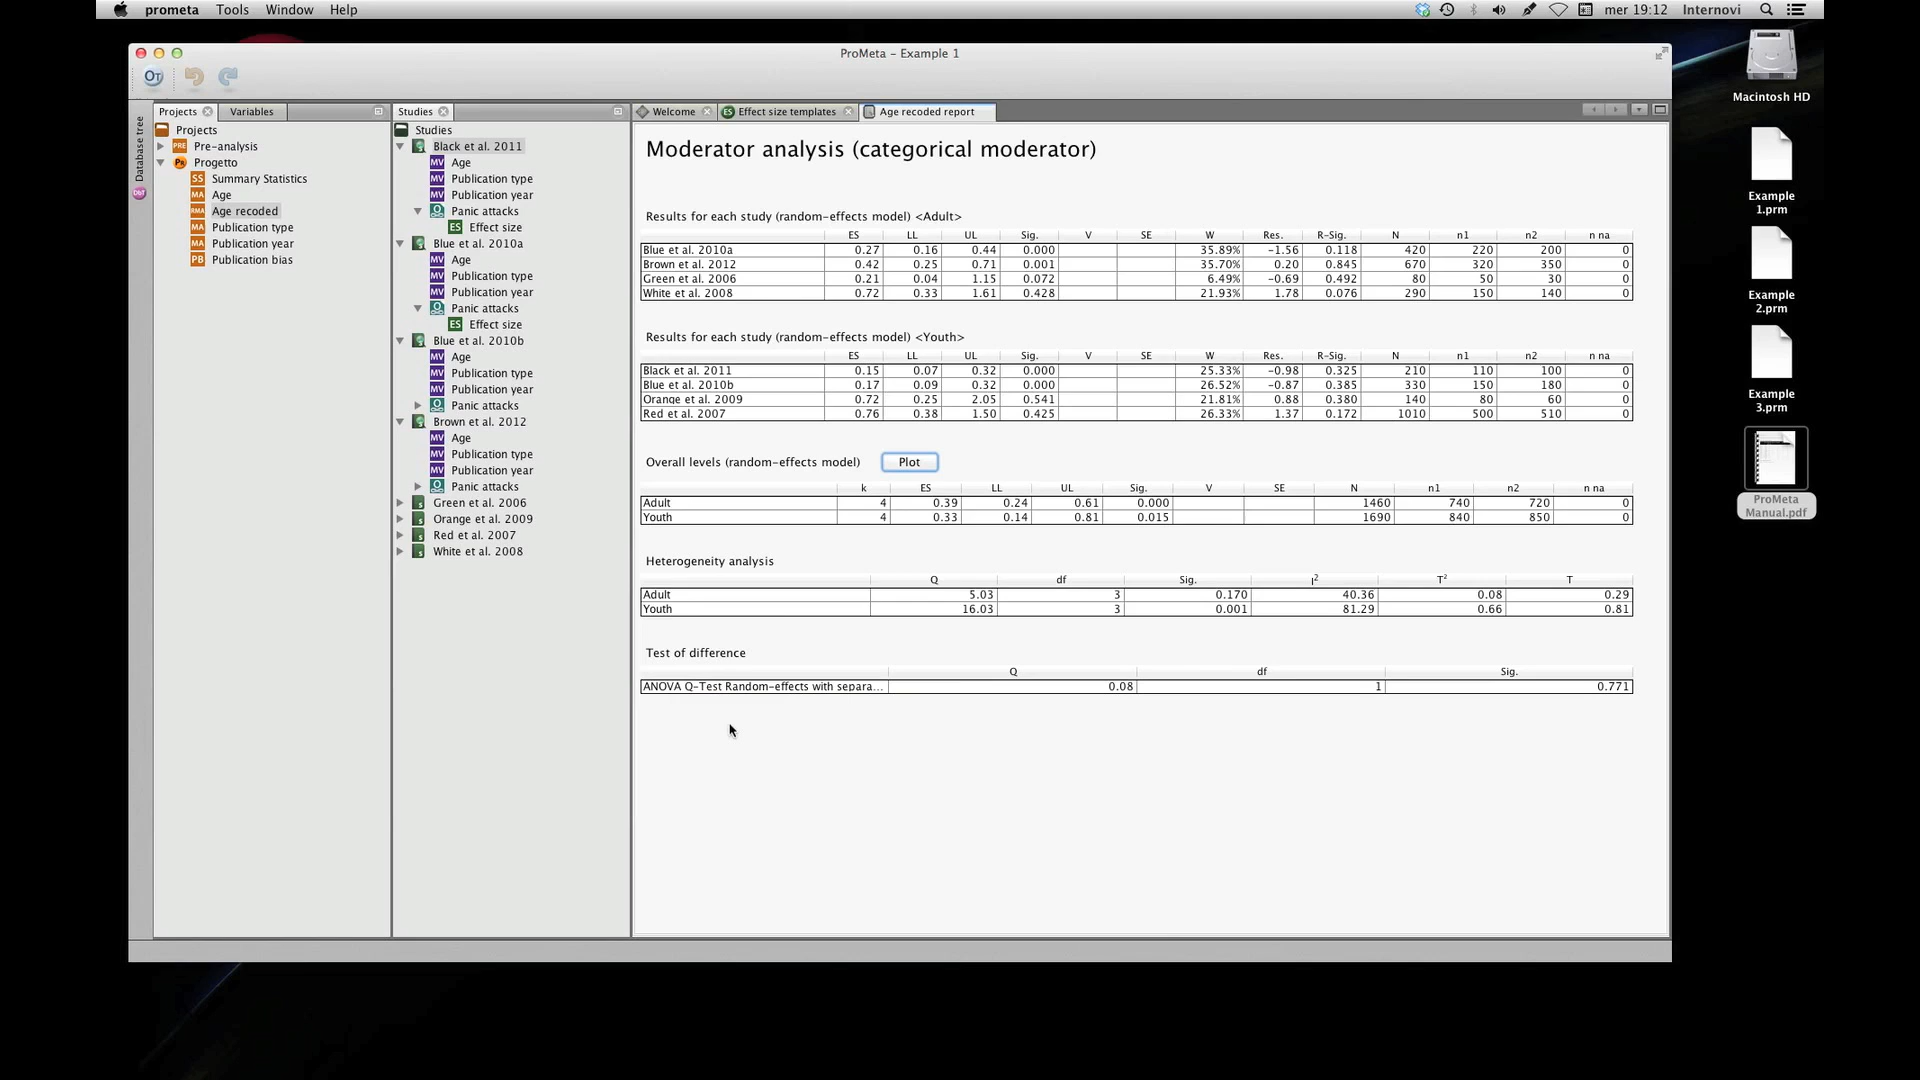 prometa Tools Window Help mer 19:12 Internovi
ProMeta - Example 1
Projects Variables
Database tree
Projects
Pre-analysis
Progetto
Summary Statistics
Age
Age recoded
Publication type
Publication year
Publication bias
Studies
Studies
Black et al. 2011
Age
Publication type
Publication year
Panic attacks
Effect size
Blue et al. 2010a
Age
Publication type
Publication year
Panic attacks
Effect size
Blue et al. 2010b
Age
Publication type
Publication year
Panic attacks
Brown et al. 2012
Age
Publication type
Publication year
Panic attacks
Green et al. 2006
Orange et al. 2009
Red et al. 2007
White et al. 2008
Welcome Effect size templates Age recoded report
Moderator analysis (categorical moderator)
Results for each study (random-effects model) <Adult>
ES LL UL Sig. V SE W Res. R-Sig. N n1 n2 n na
Blue et al. 2010a 0.27 0.16 0.44 0.000 35.89% -1.56 0.118 420 220 200 0
Brown et al. 2012 0.42 0.25 0.71 0.001 35.70% 0.20 0.845 670 320 350 0
Green et al. 2006 0.21 0.04 1.15 0.072 6.49% -0.69 0.492 80 50 30 0
White et al. 2008 0.72 0.33 1.61 0.428 21.93% 1.78 0.076 290 150 140 0
Results for each study (random-effects model) <Youth>
ES LL UL Sig. V SE W Res. R-Sig. N n1 n2 n na
Black et al. 2011 0.15 0.07 0.32 0.000 25.33% -0.98 0.325 210 110 100 0
Blue et al. 2010b 0.17 0.09 0.32 0.000 26.52% -0.87 0.385 330 150 180 0
Orange et al. 2009 0.72 0.25 2.05 0.541 21.81% 0.88 0.380 140 80 60 0
Red et al. 2007 0.76 0.38 1.50 0.425 26.33% 1.37 0.172 1010 500 510 0
Overall levels (random-effects model) Plot
k ES LL UL Sig. V SE N n1 n2 n na
Adult 4 0.39 0.24 0.61 0.000 1460 740 720 0
Youth 4 0.33 0.14 0.81 0.015 1690 840 850 0
Heterogeneity analysis
Q df Sig. I² T² T
Adult 5.03 3 0.170 40.36 0.08 0.29
Youth 16.03 3 0.001 81.29 0.66 0.81
Test of difference
Q df Sig.
ANOVA Q-Test Random-effects with separa... 0.08 1 0.771
Macintosh HD
Example
1.prm
Example
2.prm
Example
3.prm
ProMeta
Manual.pdf